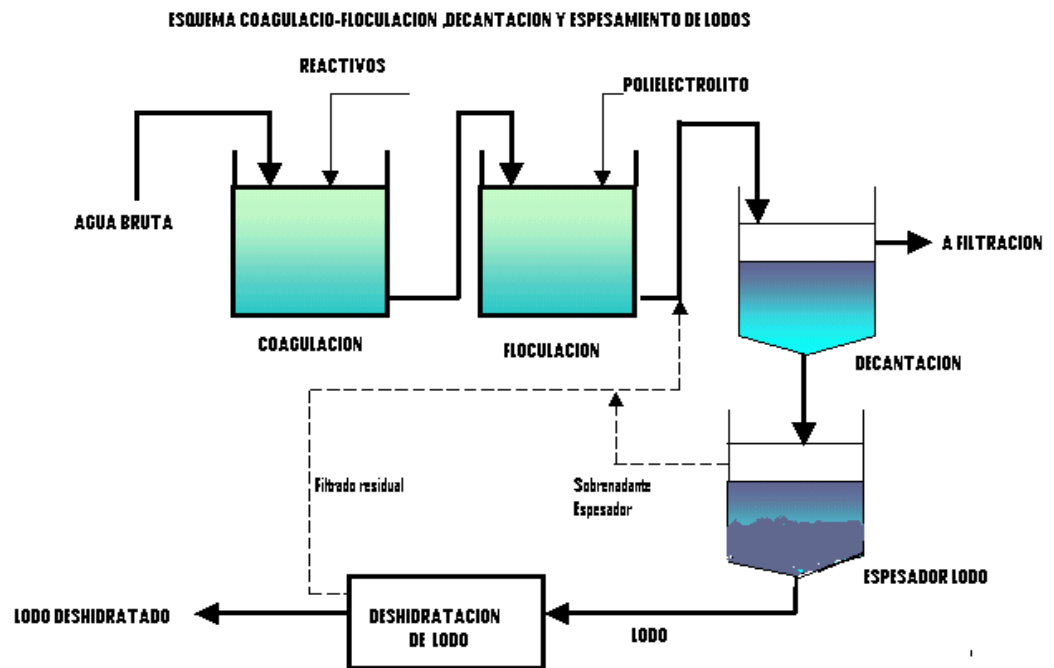 ESQUEMA COAGULACIO-FLOCULACION ,DECANTACION Y ESPESAMIENTO DE LODOS
REACTIVOS
POLIELECTROLITO
AGUA BRUTA
A FILTRACION
COAGULACION
FLOCULACION
DECANTACION
Filtrado residual
Sobrenadante
Espesador
ESPESADOR LODO
LODO DESHIDRATADO
DESHIDRATACION
DE LODO
LODO